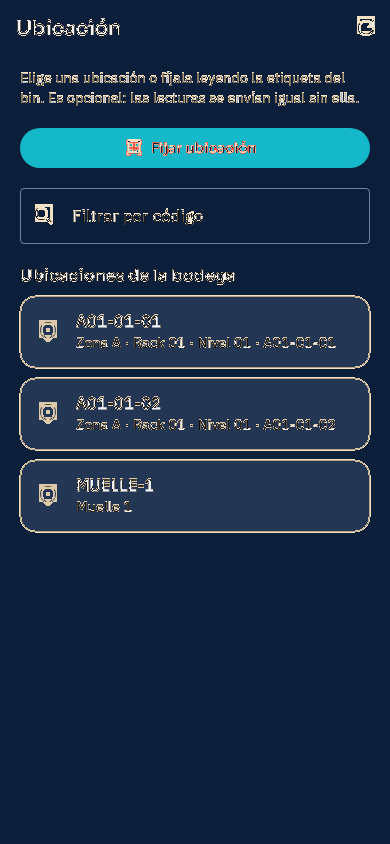 Ubicación
Elige una ubicación o fíjala leyendo la etiqueta del
bin. Es opcional: las lecturas se envían igual sin ella.
Fijar ubicación
Filtrar por código
Ubicaciones de la bodega
A01-01-01
Zona A · Rack 01 · Nivel 01 · A01-01-01
A01-01-02
Zona A · Rack 01 · Nivel 01 · A01-01-02
MUELLE-1
Muelle 1